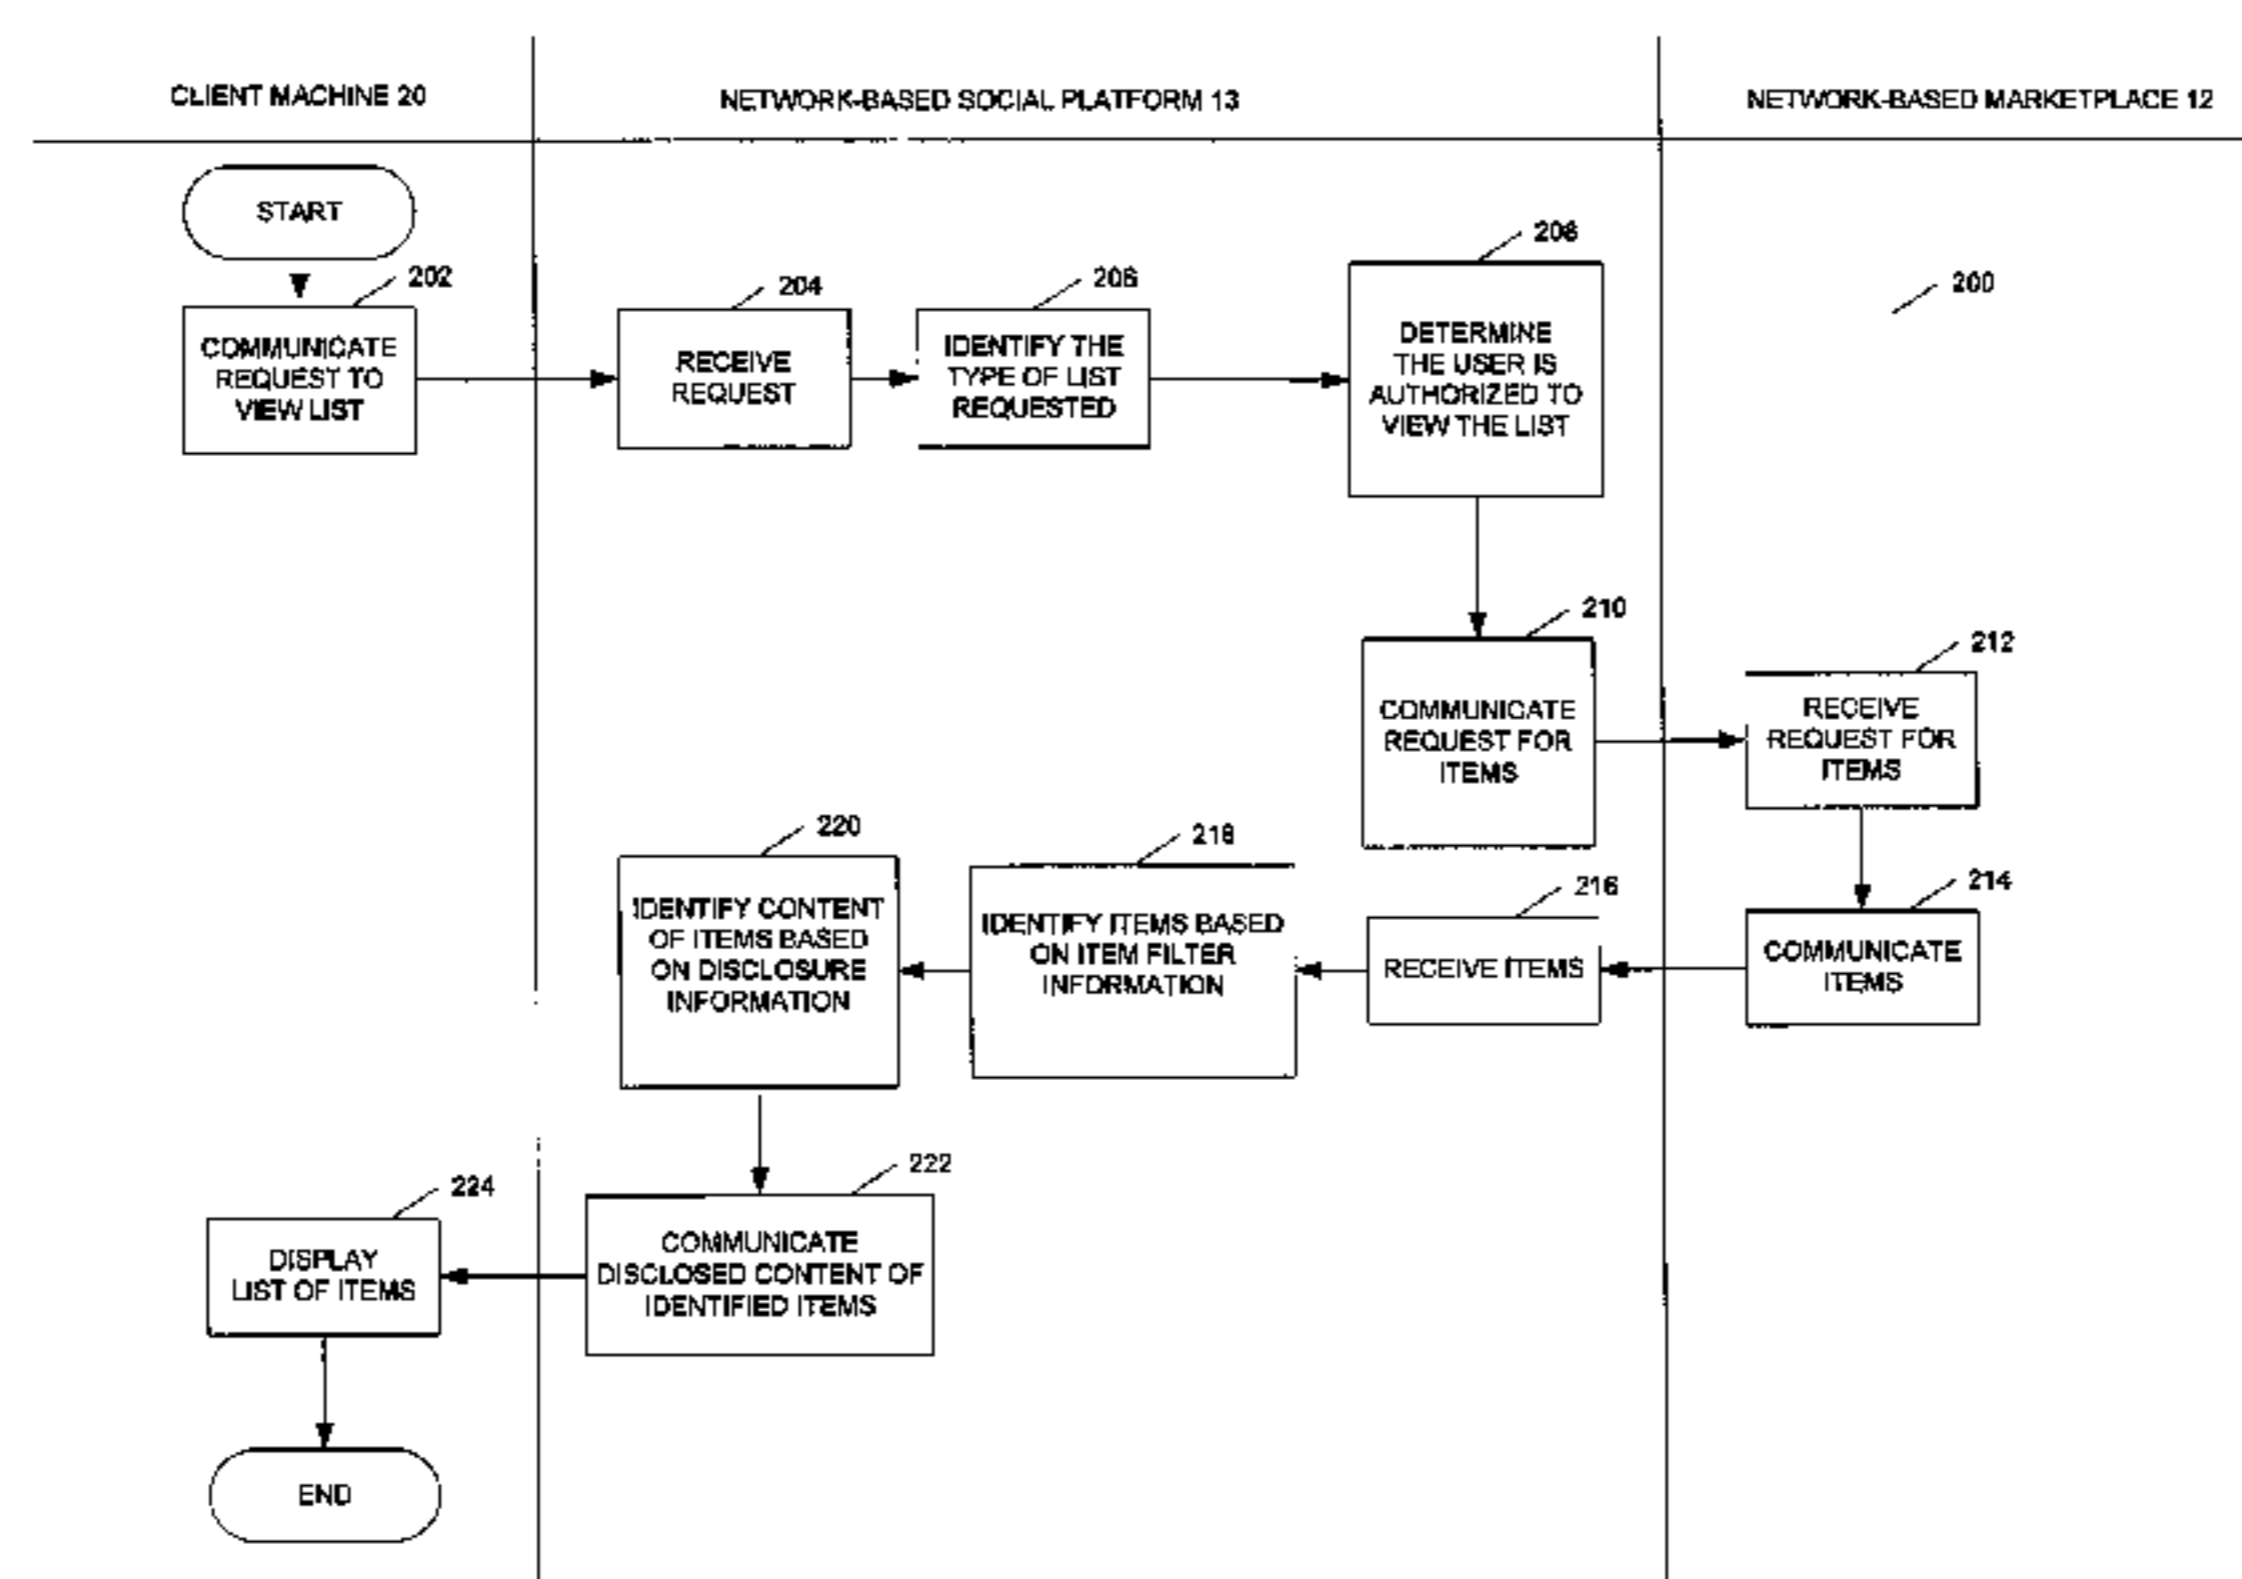 CLIENT MACHINE 20
NETWORK-BASED SOCIAL PLATFORM 13
NETWORK-BASED MARKETPLACE 12
START
202
COMMUNICATE
REQUEST TO
VIEW LIST
204
RECEIVE
REQUEST
206
IDENTIFY THE
TYPE OF LIST
REQUESTED
208
DETERMINE
THE USER IS
AUTHORIZED TO
VIEW THE LIST
200
210
COMMUNICATE
REQUEST FOR
ITEMS
212
RECEIVE
REQUEST FOR
ITEMS
214
COMMUNICATE
ITEMS
216
RECEIVE ITEMS
218
IDENTIFY ITEMS BASED
ON ITEM FILTER
INFORMATION
220
IDENTIFY CONTENT
OF ITEMS BASED
ON DISCLOSURE
INFORMATION
222
COMMUNICATE
DISCLOSED CONTENT OF
IDENTIFIED ITEMS
224
DISPLAY
LIST OF ITEMS
END